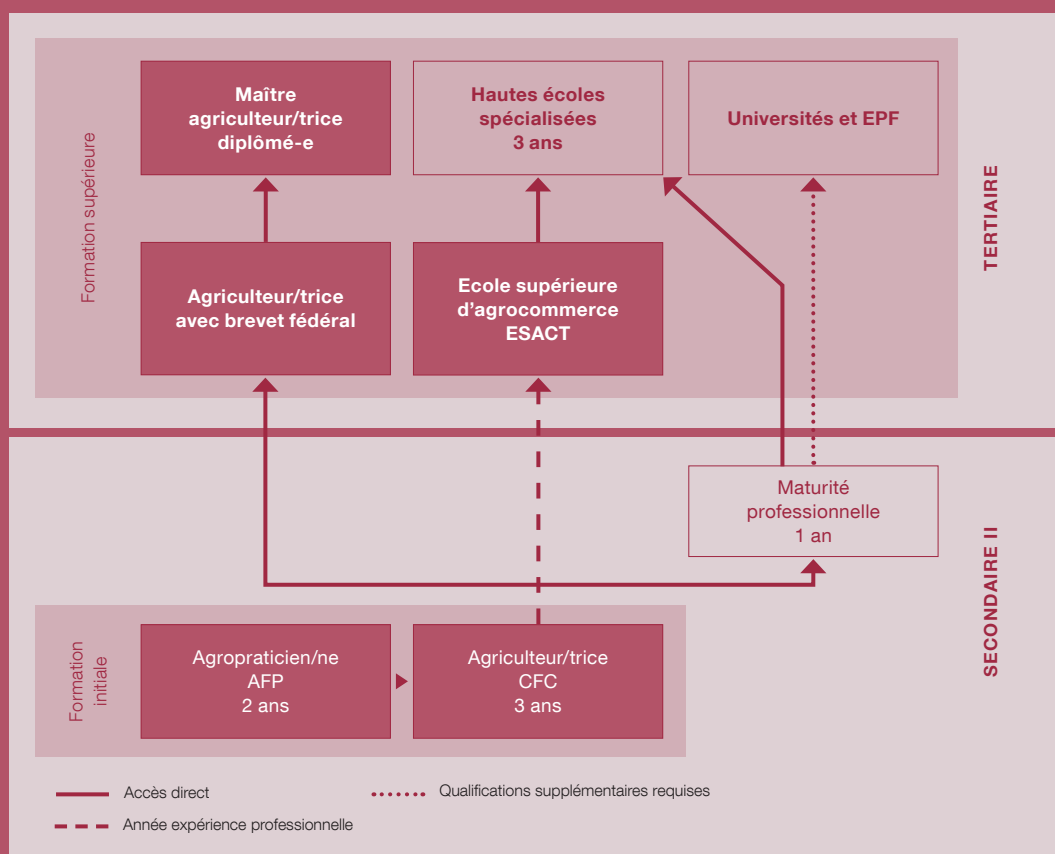 Formation supérieure
Maître
agriculteur/trice
diplômé-e
Hautes écoles
spécialisées
3 ans
Universités et EPF
TERTIAIRE
Agriculteur/trice
avec brevet fédéral
Ecole supérieure
d'agrocommerce
ESACT
Maturité
professionnelle
1 an
SECONDAIRE II
Formation
initiale
Agropraticien/ne
AFP
2 ans
Agriculteur/trice
CFC
3 ans
Accès direct
Qualifications supplémentaires requises
Année expérience professionnelle